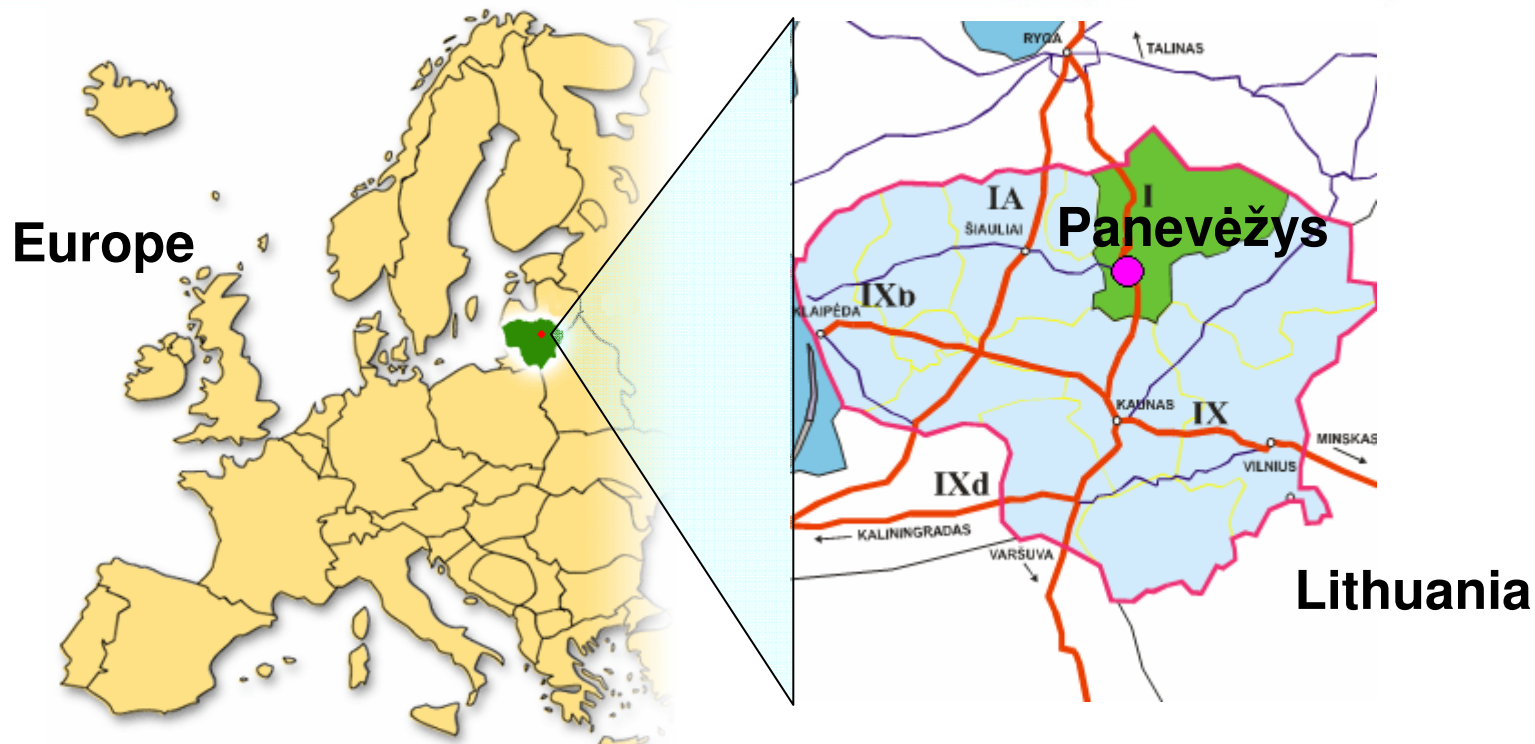 Europe
RYGA
TALINAS
IA
I
ŠIAULIAI
Panevėžys
IXb
KLAIPĖDA
KAUNAS
IX
MINSKAS
VILNIUS
IXd
KALININGRADAS
VARŠUVA
Lithuania